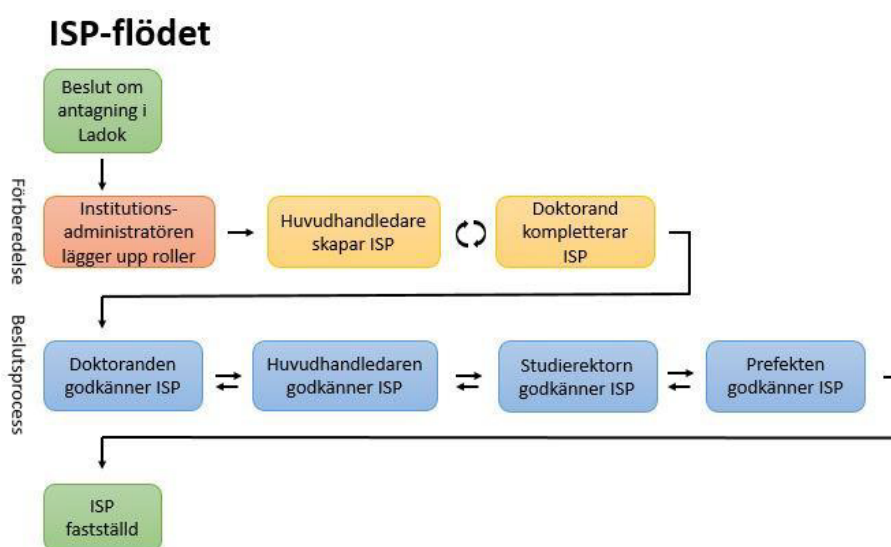 ISP-flödet
Beslut om
antagning i
Ladok
Förberedelse
Institutions-
administratören
lägger upp roller
Huvudhandledare
skapar ISP
Doktorand
kompletterar
ISP
Beslutsprocess
Doktoranden
godkänner ISP
Huvudhandledaren
godkänner ISP
Studierektorn
godkänner ISP
Prefekten
godkänner ISP
ISP
fastställd